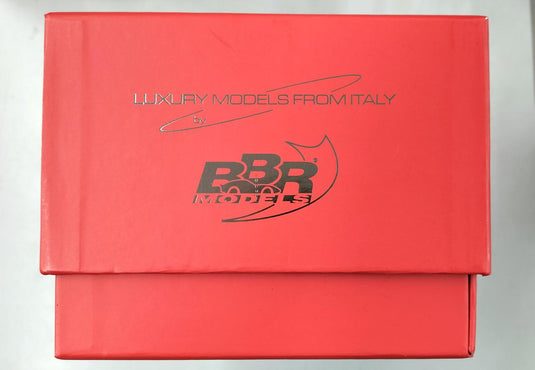 LUXURY MODELS FROM ITALY
by
BBR
MODELS